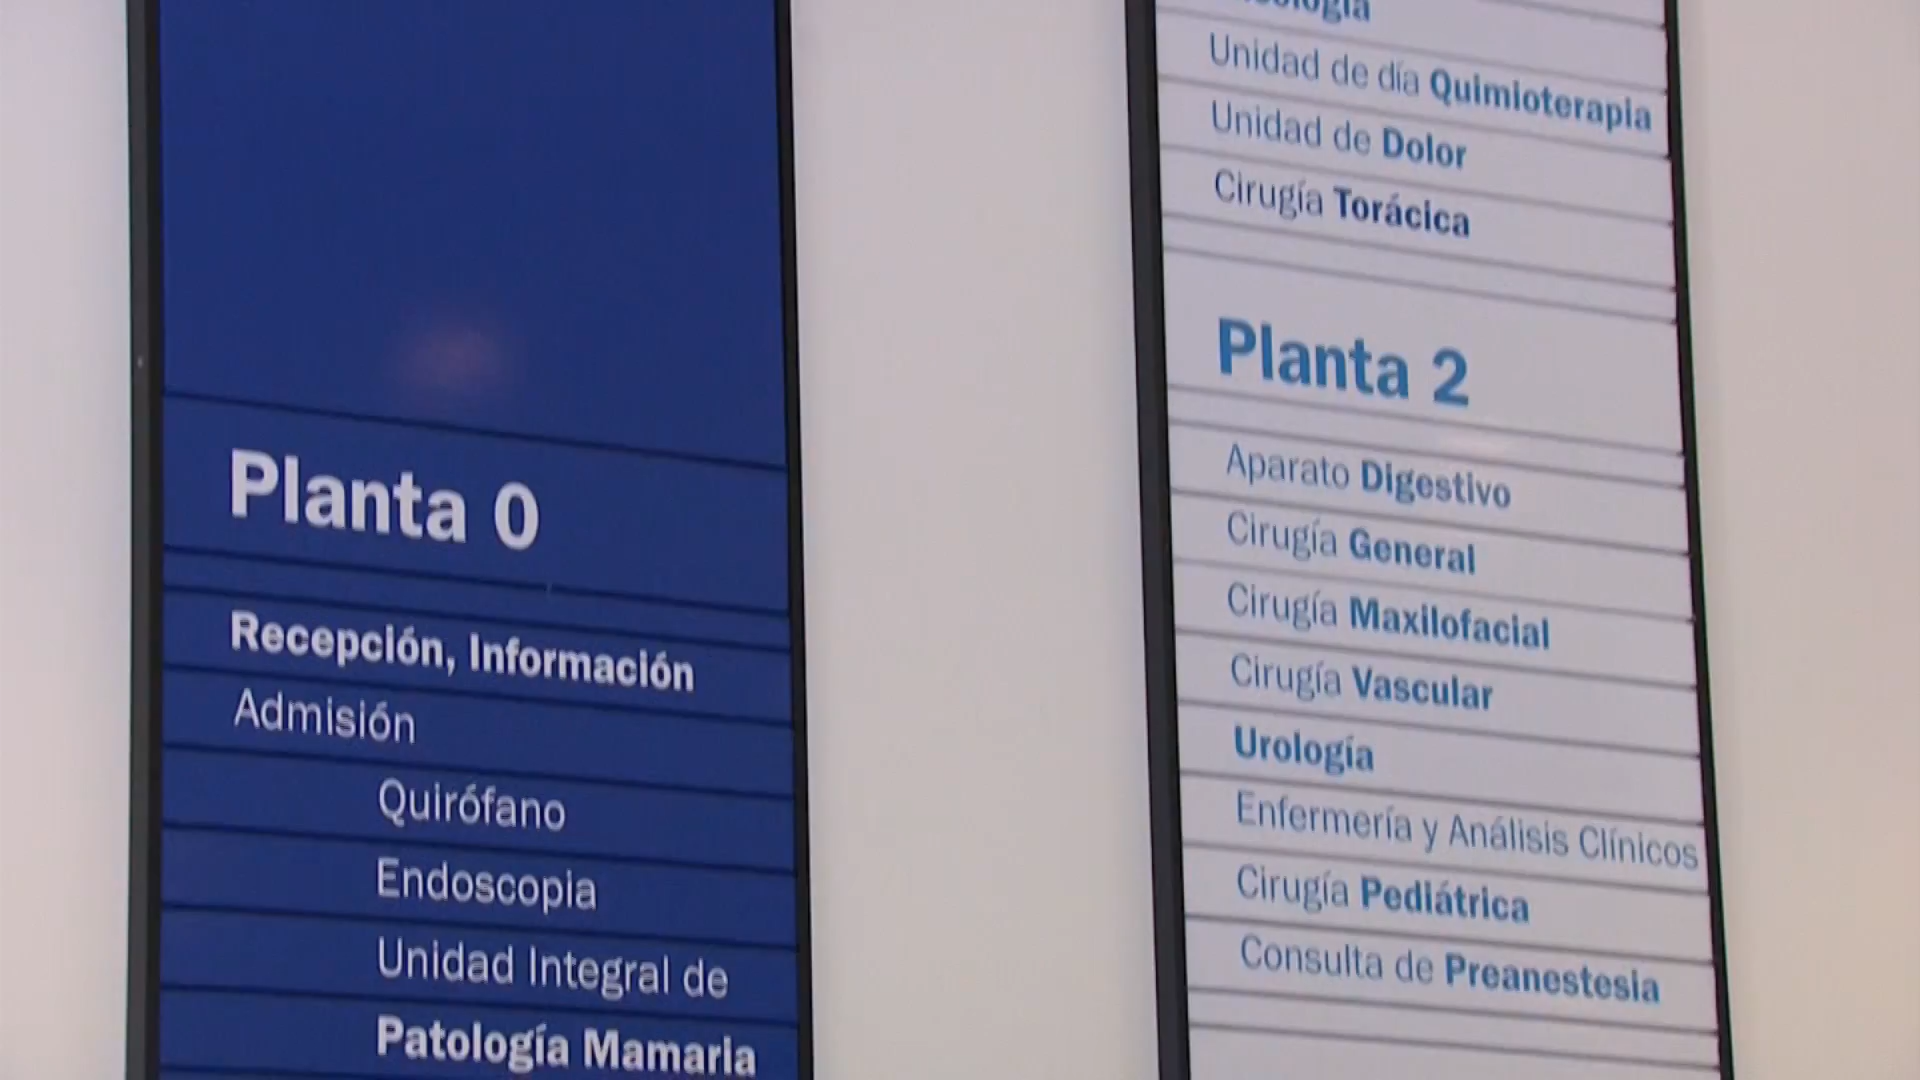 Planta 0
Recepción, Información
Admisión
Quirófano
Endoscopia
Unidad Integral de
Patología Mamaria
Unidad de día Quimioterapia
Unidad de Dolor
Cirugía Torácica
Planta 2
Aparato Digestivo
Cirugía General
Cirugía Maxilofacial
Cirugía Vascular
Urología
Enfermería y Análisis Clínicos
Cirugía Pediátrica
Consulta de Preanestesia